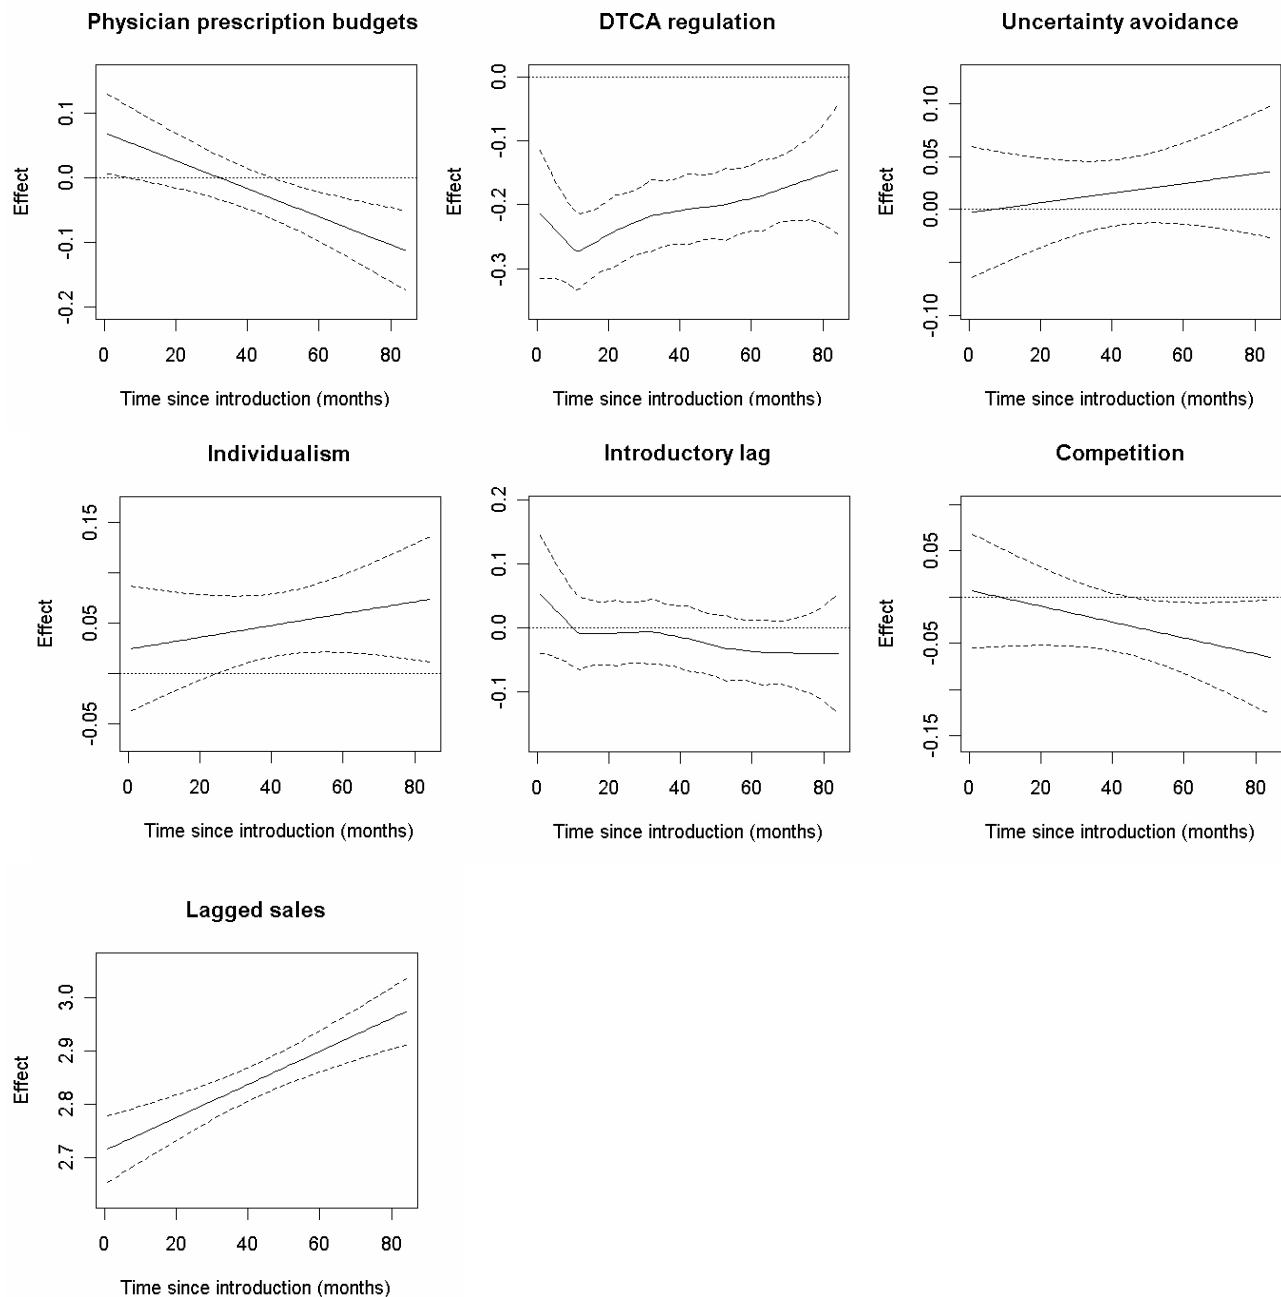 Physician prescription budgets
DTCA regulation
Uncertainty avoidance
Effect
0.1
0.0
-0.1
-0.2
0 20 40 60 80
Time since introduction (months)
Effect
0.0
-0.1
-0.2
-0.3
0 20 40 60 80
Time since introduction (months)
Effect
0.10
0.05
0.00
-0.10
0 20 40 60 80
Time since introduction (months)
Individualism
Introductory lag
Competition
Effect
0.15
0.05
-0.05
0 20 40 60 80
Time since introduction (months)
Effect
0.2
0.1
0.0
-0.1
0 20 40 60 80
Time since introduction (months)
Effect
0.05
-0.05
-0.15
0 20 40 60 80
Time since introduction (months)
Lagged sales
Effect
3.0
2.9
2.8
2.7
0 20 40 60 80
Time since introduction (months)